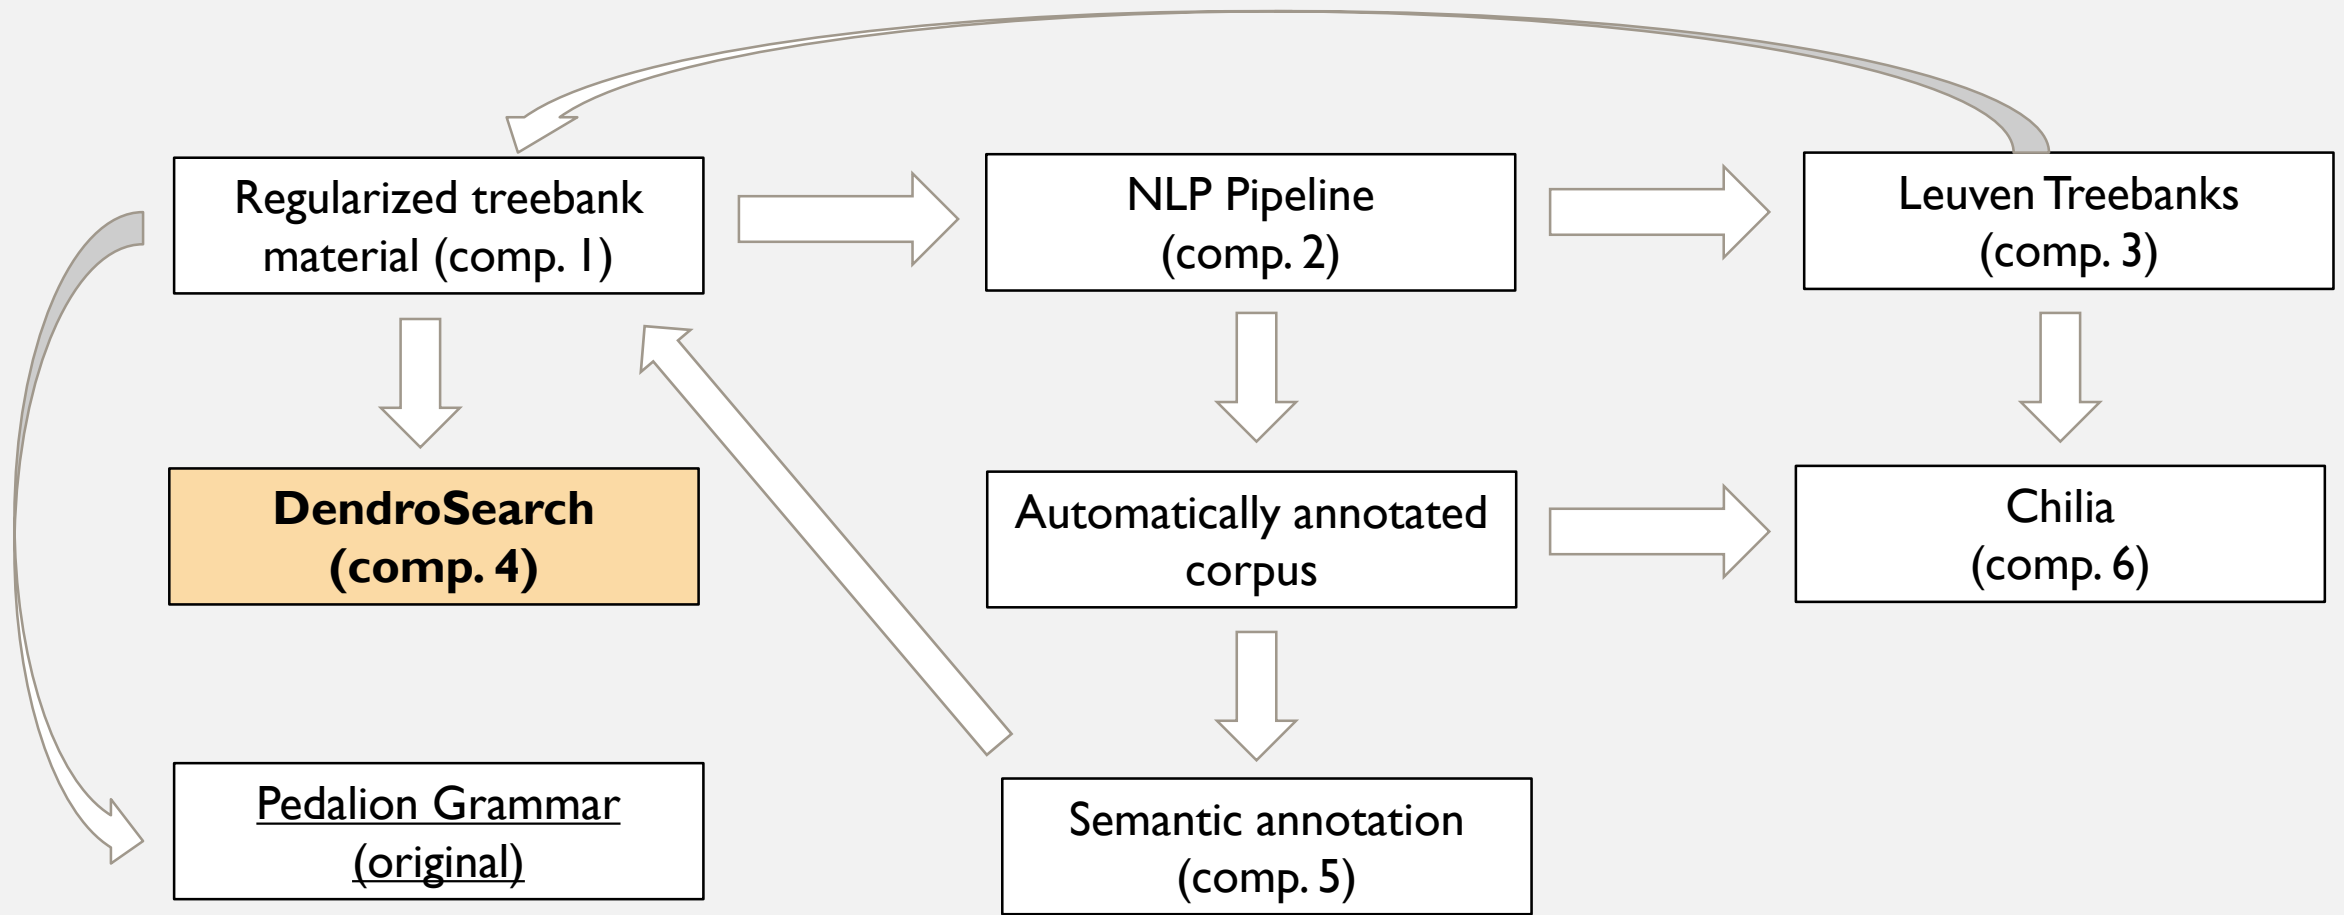 Regularized treebank
material (comp. 1)
NLP Pipeline
(comp. 2)
Leuven Treebanks
(comp. 3)
DendroSearch
(comp. 4)
Automatically annotated
corpus
Chilia
(comp. 6)
Pedalion Grammar
(original)
Semantic annotation
(comp. 5)